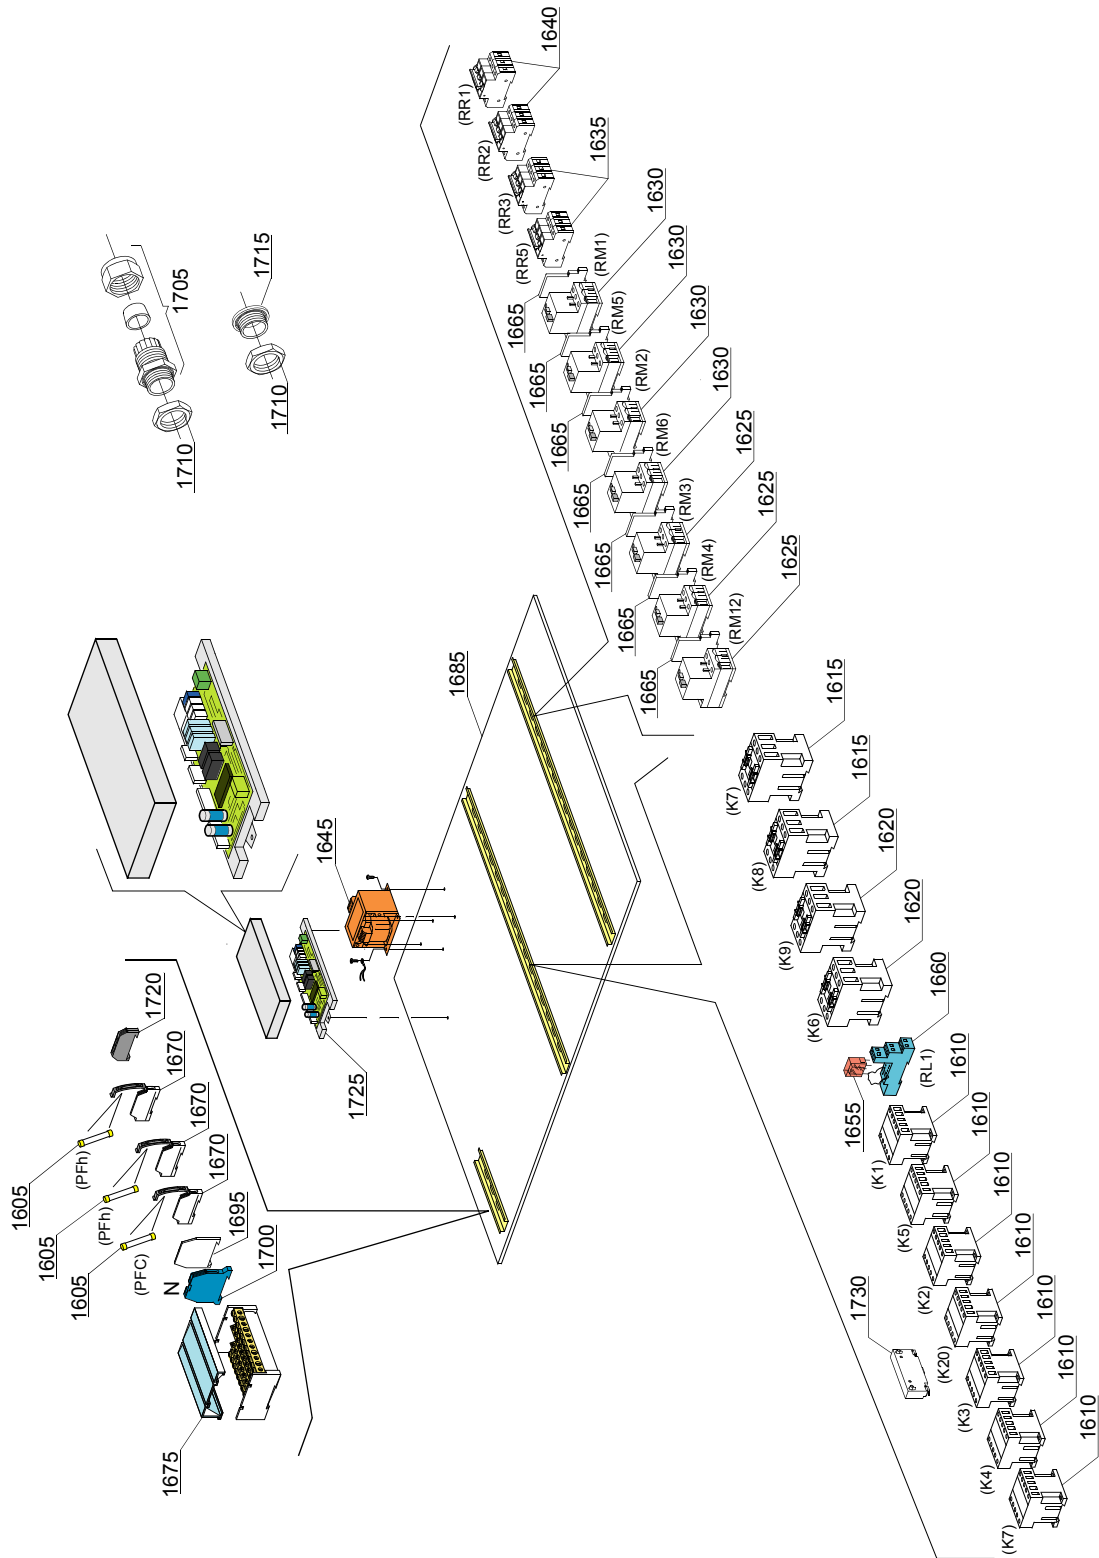 1640
(RR1)
(RR2)
1635
(RR3)
(RR5)
1630
(RM1)
1665
1630
(RM5)
1665
1630
(RM2)
1665
1630
(RM6)
1665
1625
(RM3)
1665
1625
(RM4)
1665
1625
(RM12)
1665
1705
1715
1710
1710
1685
1645
1725
1720
1670
1670
1670
1605
(PFh)
1605
(PFh)
1605
(PFC)
1695
N
1700
1675
1615
(K7)
1615
(K8)
1620
(K9)
1620
(K6)
1660
(RL1)
1655
1610
(K1)
1610
(K5)
1610
(K2)
1610
(K20)
1730
1610
(K3)
1610
(K4)
1610
(K7)